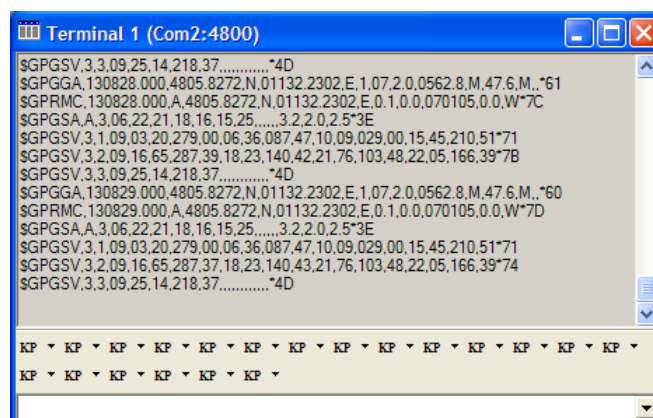 Terminal 1 (Com2:4800)
$GPGSV,3,3,09,25,14,218,37,,,,,,,,,,,,*4D
$GPGGA,130828.000,4805.8272,N,01132.2302,E,1,07,2.0,0562.8,M,47.6,M,,*61
$GPRMC,130828.000,A,4805.8272,N,01132.2302,E,0.1,0.0,070105,0.0,W*7C
$GPGSA,A,3,06,22,21,18,16,15,25,,,,,,3.2,2.0,2.5*3E
$GPGSV,3,1,09,03,20,279,00,06,36,087,47,10,09,029,00,15,45,210,51*71
$GPGSV,3,2,09,16,65,287,39,18,23,140,42,21,76,103,48,22,05,166,39*7B
$GPGSV,3,3,09,25,14,218,37,,,,,,,,,,,,*4D
$GPGGA,130829.000,4805.8272,N,01132.2302,E,1,07,2.0,0562.8,M,47.6,M,,*60
$GPRMC,130829.000,A,4805.8272,N,01132.2302,E,0.1,0.0,070105,0.0,W*7D
$GPGSA,A,3,06,22,21,18,16,15,25,,,,,,3.2,2.0,2.5*3E
$GPGSV,3,1,09,03,20,279,00,06,36,087,47,10,09,029,00,15,45,210,51*71
$GPGSV,3,2,09,16,65,287,37,18,23,140,43,21,76,103,48,22,05,166,39*74
$GPGSV,3,3,09,25,14,218,37,,,,,,,,,,,,*4D
KP KP KP KP KP KP KP KP KP KP KP KP KP KP
KP KP KP KP KP KP